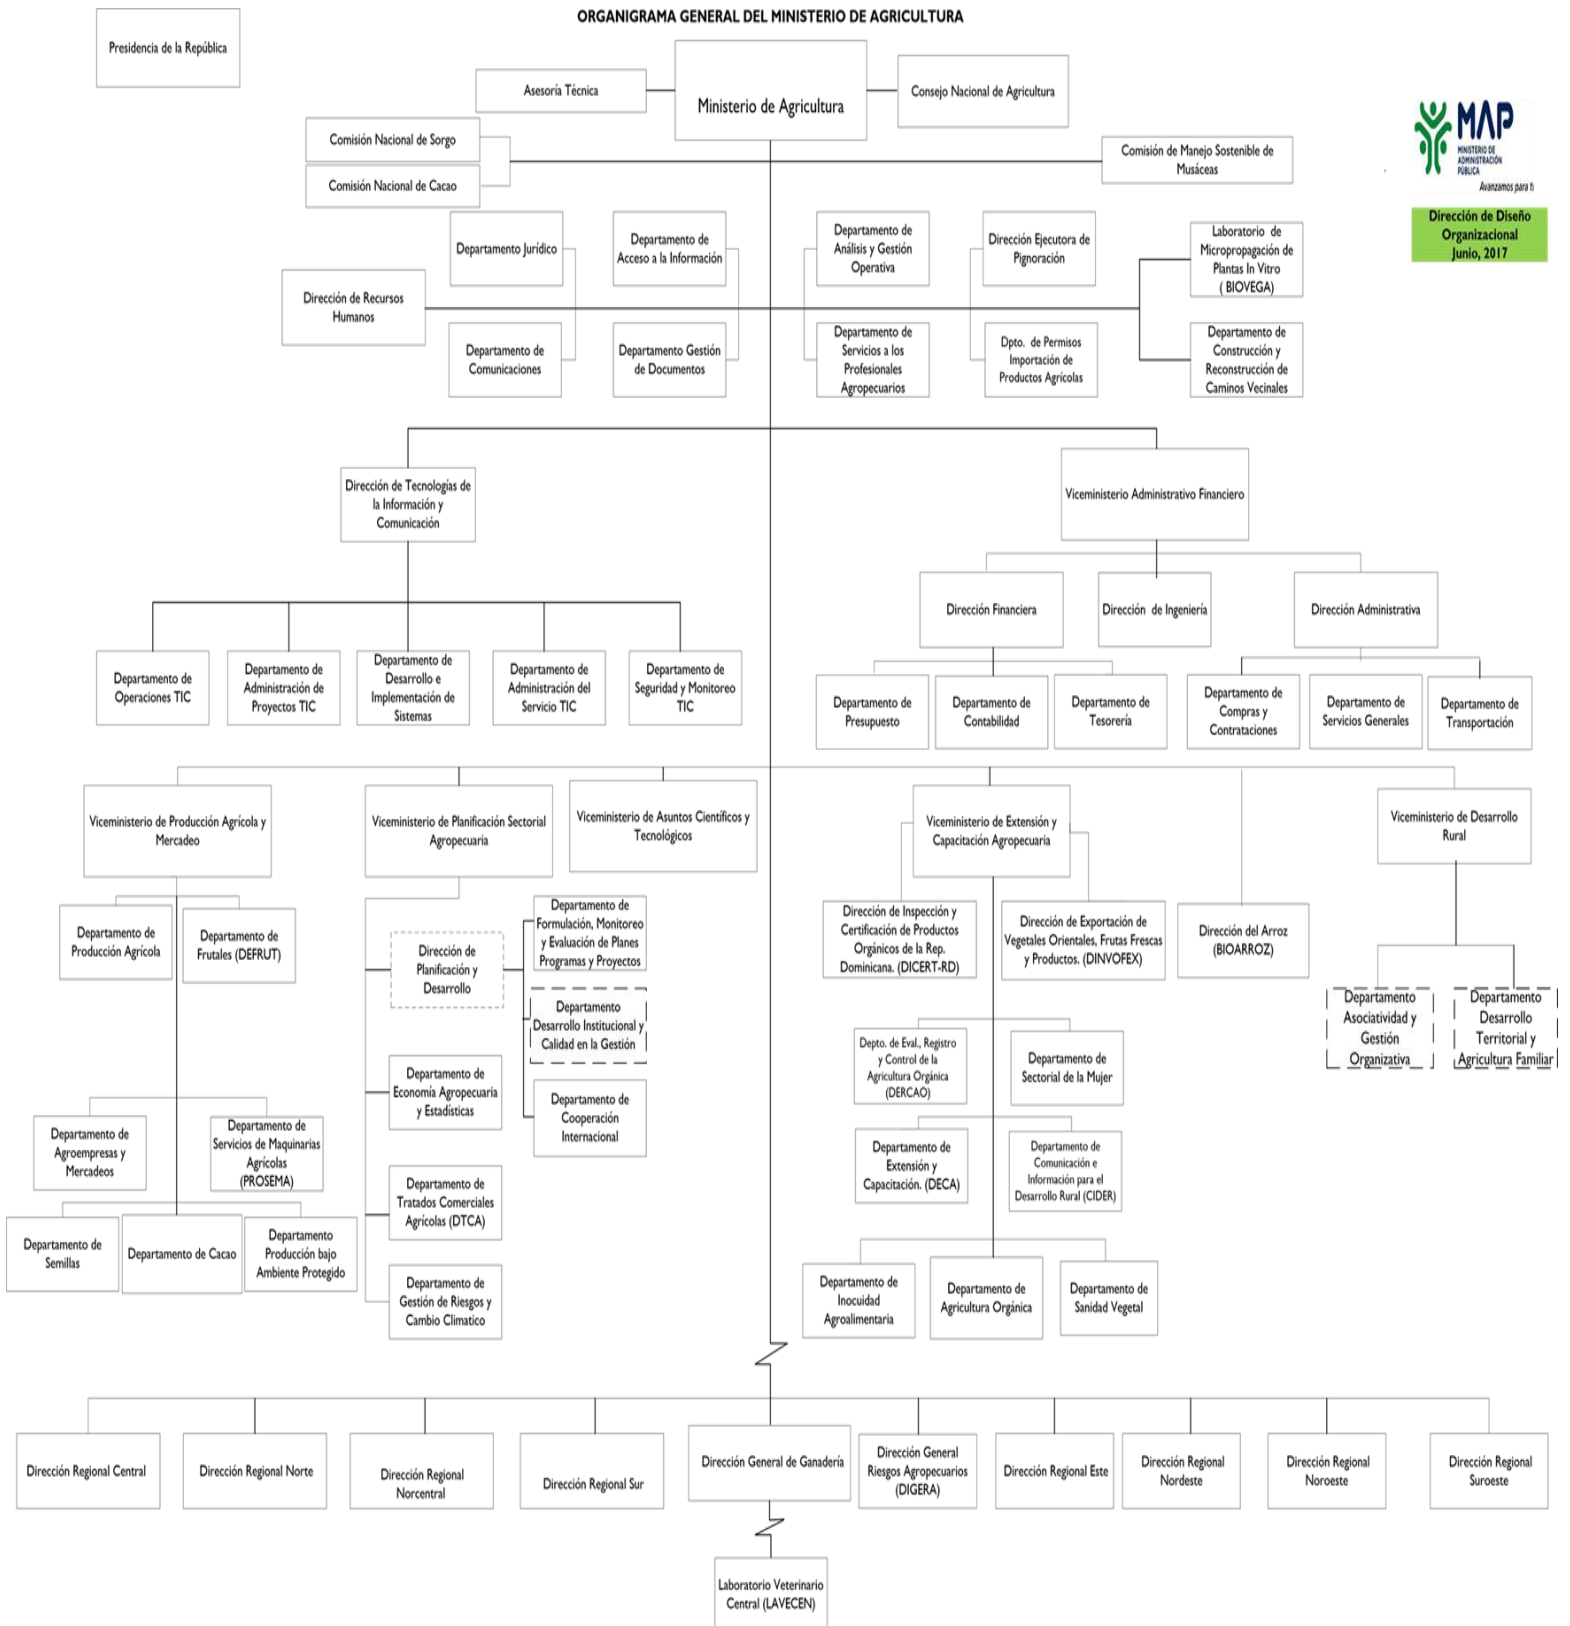 ORGANIGRAMA GENERAL DEL MINISTERIO DE AGRICULTURA
Presidencia de la República
Asesoría Técnica
Ministerio de Agricultura
Consejo Nacional de Agricultura
Comisión Nacional de Sorgo
Comisión Nacional de Cacao
Comisión de Manejo Sostenible de
Musáceas
MAP
MINISTERIO DE
ADMINISTRACIÓN
PÚBLICA
Avanzamos para ti
Dirección de Diseño
Organizacional
Junio, 2017
Departamento Jurídico
Departamento de
Acceso a la Información
Departamento de
Análisis y Gestión
Operativa
Dirección Ejecutora de
Pignoración
Laboratorio de
Micropropagación de
Plantas In Vitro
( BIOVEGA)
Dirección de Recursos
Humanos
Departamento de
Comunicaciones
Departamento Gestión
de Documentos
Departamento de
Servicios a los
Profesionales
Agropecuarios
Dpto. de Permisos
Importación de
Productos Agrícolas
Departamento de
Construcción y
Reconstrucción de
Caminos Vecinales
Dirección de Tecnologías de
la Información y
Comunicación
Viceministerio Administrativo Financiero
Dirección Financiera
Dirección de Ingeniería
Dirección Administrativa
Departamento de
Operaciones TIC
Departamento de
Administración de
Proyectos TIC
Departamento de
Desarrollo e
Implementación de
Sistemas
Departamento de
Administración del
Servicio TIC
Departamento de
Seguridad y Monitoreo
TIC
Departamento de
Presupuesto
Departamento de
Contabilidad
Departamento de
Tesorería
Departamento de
Compras y
Contrataciones
Departamento de
Servicios Generales
Departamento de
Transportación
Viceministerio de Producción Agrícola y
Mercadeo
Viceministerio de Planificación Sectorial
Agropecuaria
Viceministerio de Asuntos Científicos y
Tecnológicos
Viceministerio de Extensión y
Capacitación Agropecuaria
Viceministerio de Desarrollo
Rural
Departamento de
Producción Agrícola
Departamento de
Frutales (DEFRUT)
Dirección de
Planificación y
Desarrollo
Departamento de
Formulación, Monitoreo
y Evaluación de Planes
Programas y Proyectos
Departamento
Desarrollo Institucional y
Calidad en la Gestión
Departamento de
Cooperación
Internacional
Dirección de Inspección y
Certificación de Productos
Orgánicos de la Rep.
Dominicana. (DICERT-RD)
Dirección de Exportación de
Vegetales Orientales, Frutas Frescas
y Productos. (DINVOFEX)
Dirección del Arroz
(BIOARROZ)
Departamento
Asociatividad y
Gestión
Organizativa
Departamento
Desarrollo
Territorial y
Agricultura Familiar
Depto. de Eval., Registro
y Control de la
Agricultura Orgánica
(DERCAO)
Departamento de
Sectorial de la Mujer
Departamento de
Economía Agropecuaria
y Estadísticas
Departamento de
Agroempresas y
Mercadeos
Departamento de
Servicios de Maquinarias
Agrícolas
(PROSEMA)
Departamento de
Extensión y
Capacitación. (DECA)
Departamento de
Comunicación e
Información para el
Desarrollo Rural (CIDER)
Departamento de
Tratados Comerciales
Agrícolas (DTCA)
Departamento de
Semillas
Departamento de Cacao
Departamento
Producción bajo
Ambiente Protegido
Departamento de
Gestión de Riesgos y
Cambio Climatico
Departamento de
Inocuidad
Agroalimentaria
Departamento de
Agricultura Orgánica
Departamento de
Sanidad Vegetal
Dirección Regional Central
Dirección Regional Norte
Dirección Regional
Norcentral
Dirección Regional Sur
Dirección General de Ganadería
Dirección General
Riesgos Agropecuarios
(DIGERA)
Dirección Regional Este
Dirección Regional
Nordeste
Dirección Regional
Noroeste
Dirección Regional
Suroeste
Laboratorio Veterinario
Central (LAVECEN)